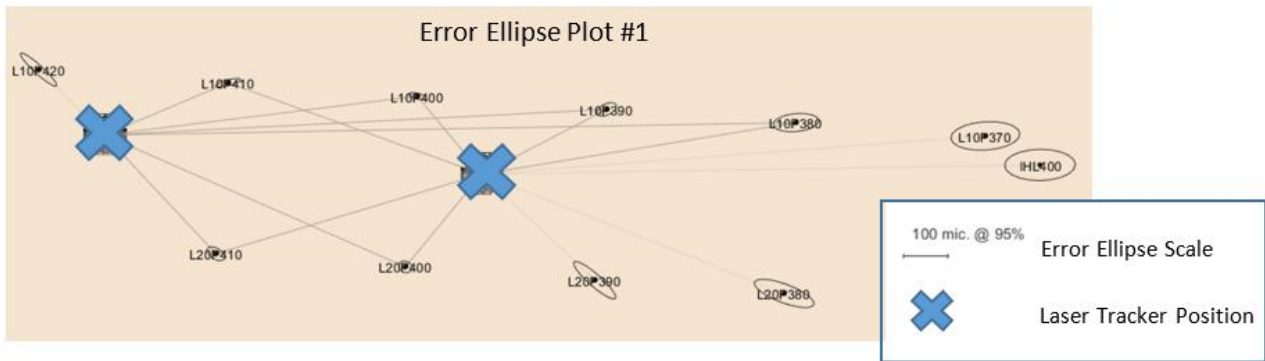 Error Ellipse Plot #1
L10P420
L10P410
L10P400
L10P390
L10P380
L10P370
IHL400
L20P410
L20P400
L20P390
L20P380
100 mic. @ 95%
Error Ellipse Scale
Laser Tracker Position